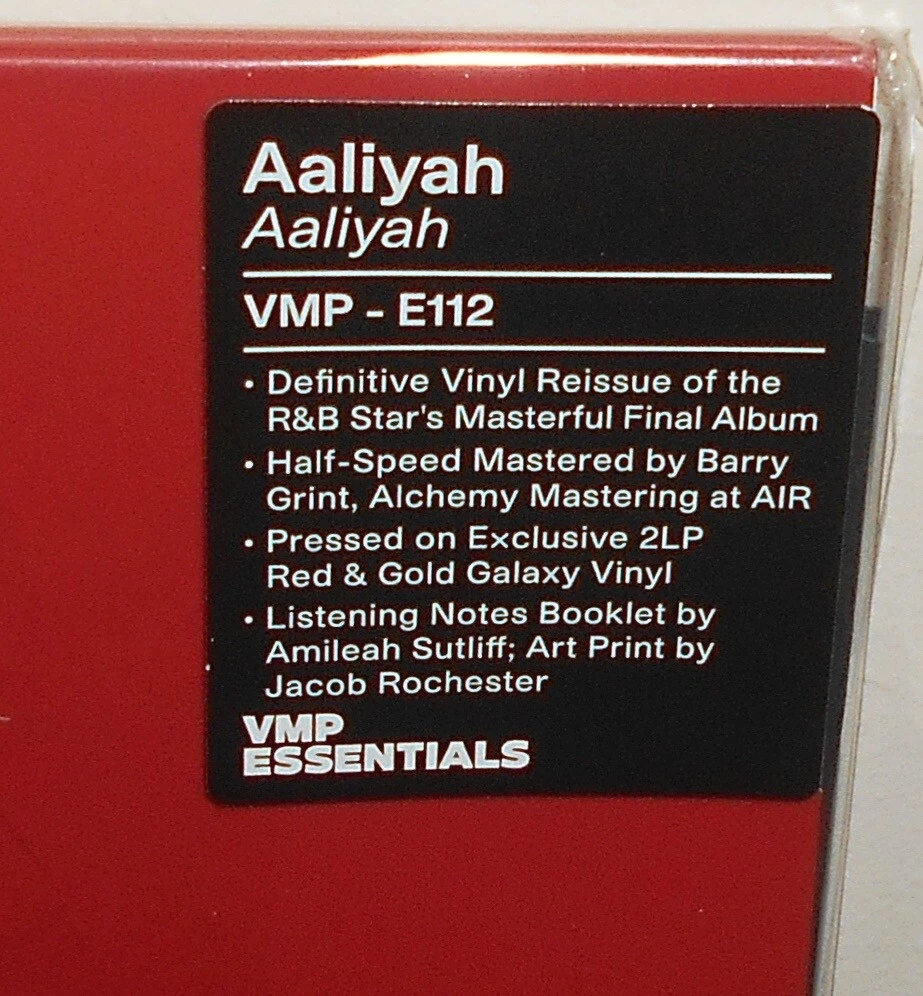 Aaliyah
Aaliyah
VMP - E112
• Definitive Vinyl Reissue of the
R&B Star's Masterful Final Album
• Half-Speed Mastered by Barry
Grint, Alchemy Mastering at AIR
• Pressed on Exclusive 2LP
Red & Gold Galaxy Vinyl
• Listening Notes Booklet by
Amileah Sutliff; Art Print by
Jacob Rochester
VMP
ESSENTIALS